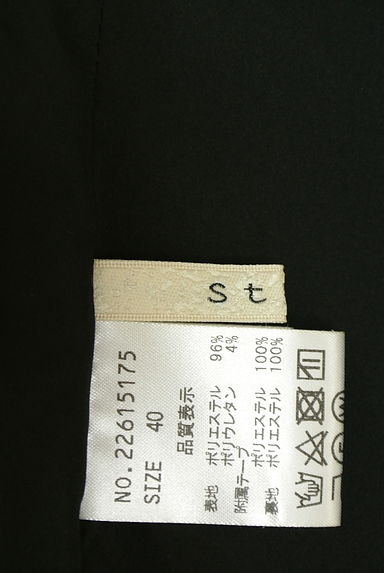 St
NO.22615175
SIZE 40
品質表示
表地 ポリエステル 96%
ポリウレタン 4%
附属テープ
ポリエステル 100%
裏地 ポリエステル 100%